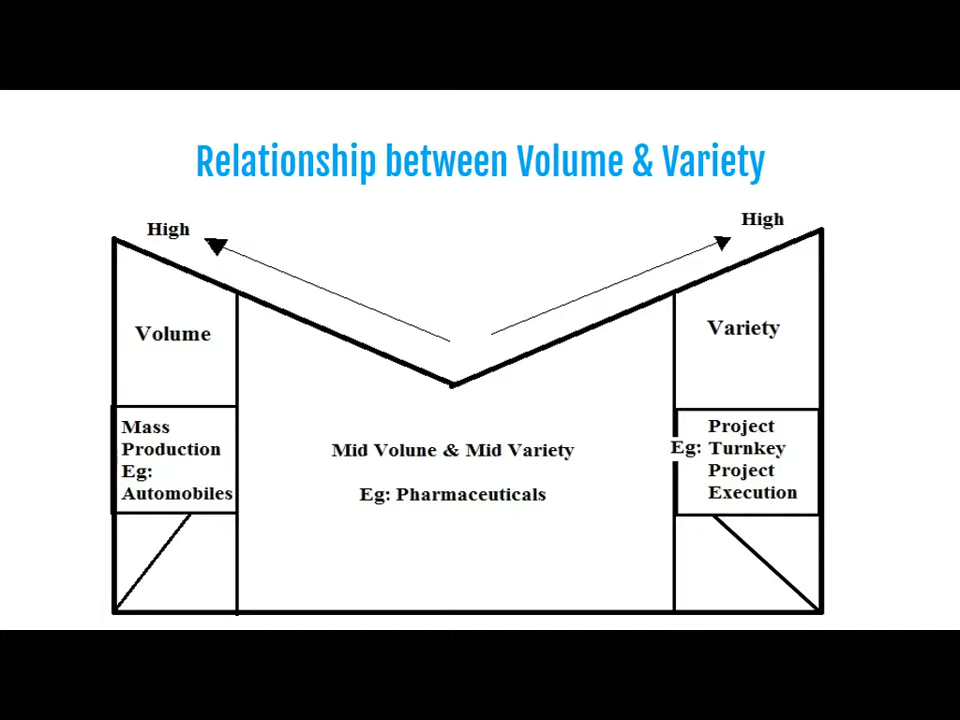 Relationship between Volume & Variety
High
High
Volume
Variety
Mass
Production
Eg:
Automobiles
Mid Volune & Mid Variety
Eg: Pharmaceuticals
Project
Eg: Turnkey
Project
Execution